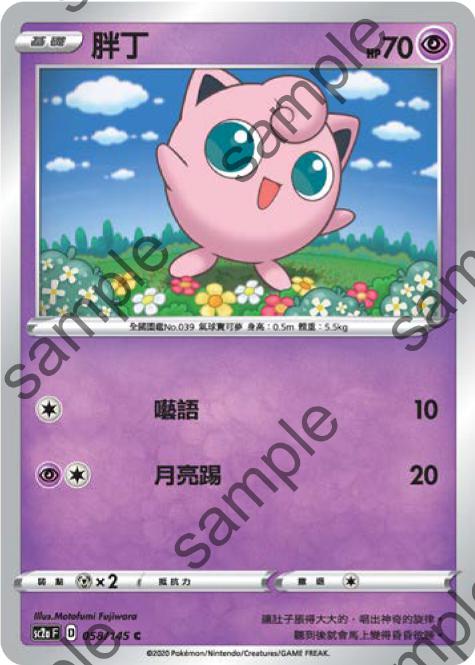 基礎 胖丁 HP70
全國圖鑑No.039 氣球寶可夢 身高：0.5m 體重：5.5kg
囈語 10
月亮踢 20
弱點 ×2 抵抗力 撤退
Illus.Motofumi Fujiwara
sc2a F D 058/145 C
讓肚子脹得大大的，唱出神奇的旋律。
聽到後就會馬上變得昏昏欲睡。
©2020 Pokémon/Nintendo/Creatures/GAME FREAK.
sample
sample
sample
sample
sample
sample